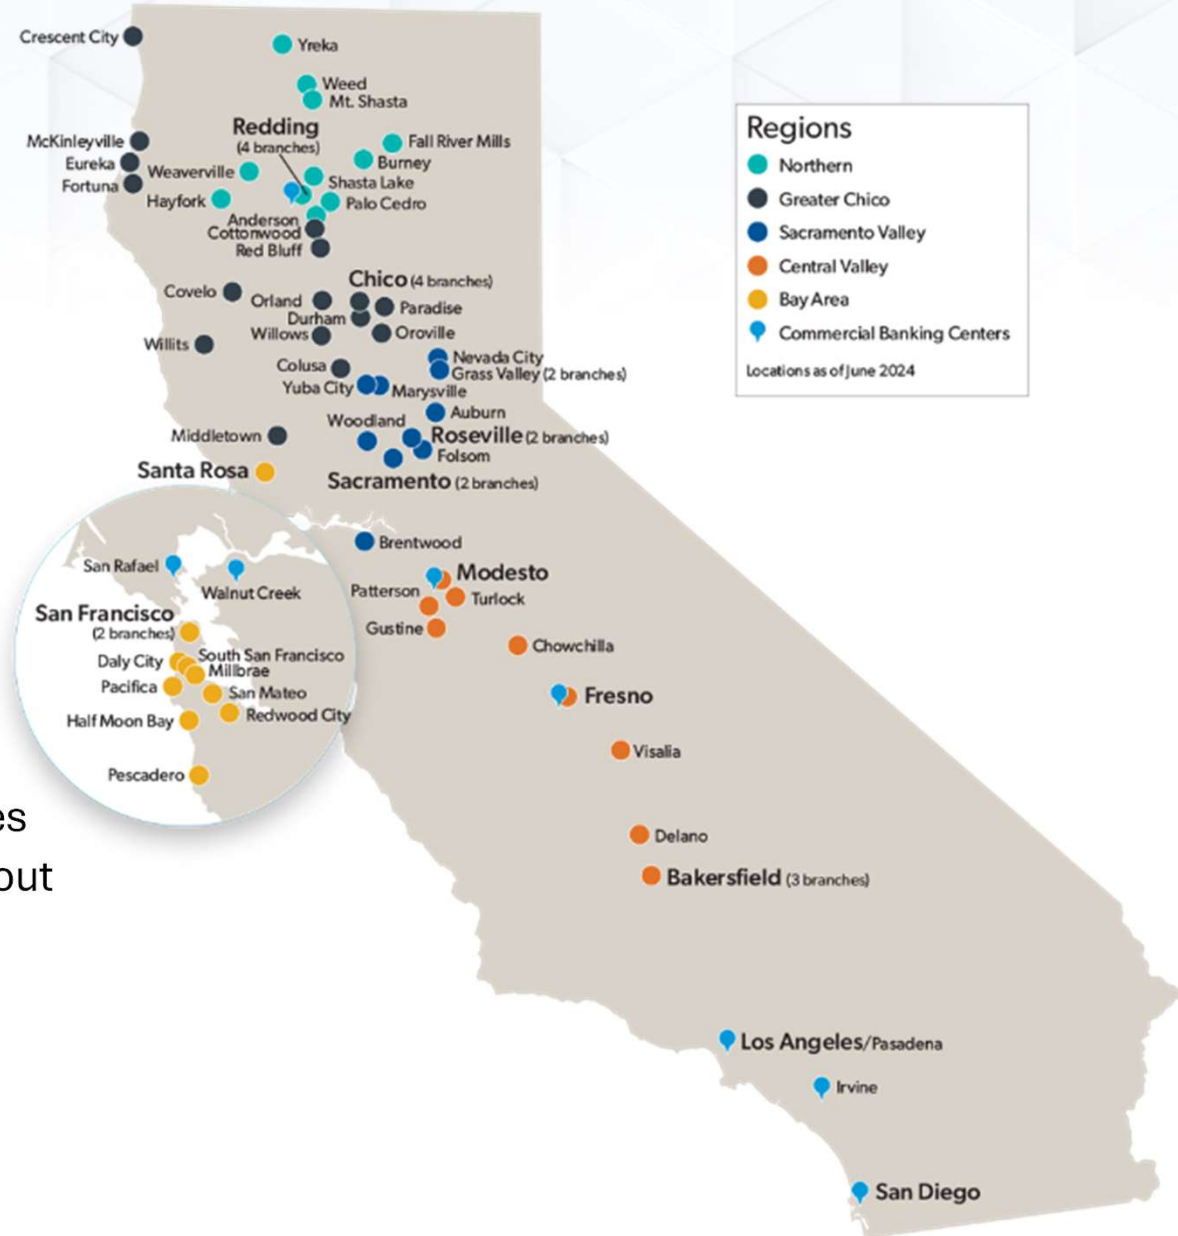 Crescent City
Yreka
Weed
Mt. Shasta
Redding
(4 branches)
McKinleyville
Fall River Mills
Eureka
Burney
Weaverville
Fortuna
Shasta Lake
Hayfork
Palo Cedro
Anderson
Cottonwood
Red Bluff
Chico (4 branches)
Covelo
Orland
Paradise
Durham
Willows
Oroville
Willits
Nevada City
Colusa
Grass Valley (2 branches)
Yuba City
Marysville
Auburn
Woodland
Middletown
Roseville (2 branches)
Folsom
Santa Rosa
Sacramento (2 branches)
Brentwood
San Rafael
Walnut Creek
Modesto
Patterson
Turlock
San Francisco
(2 branches)
Gustine
Chowchilla
Daly City
South San Francisco
Millbrae
Pacifica
San Mateo
Fresno
Half Moon Bay
Redwood City
Visalia
Pescadero
es
out
Delano
Bakersfield (3 branches)
Los Angeles/Pasadena
Irvine
San Diego
Regions
Northern
Greater Chico
Sacramento Valley
Central Valley
Bay Area
Commercial Banking Centers
Locations as of June 2024